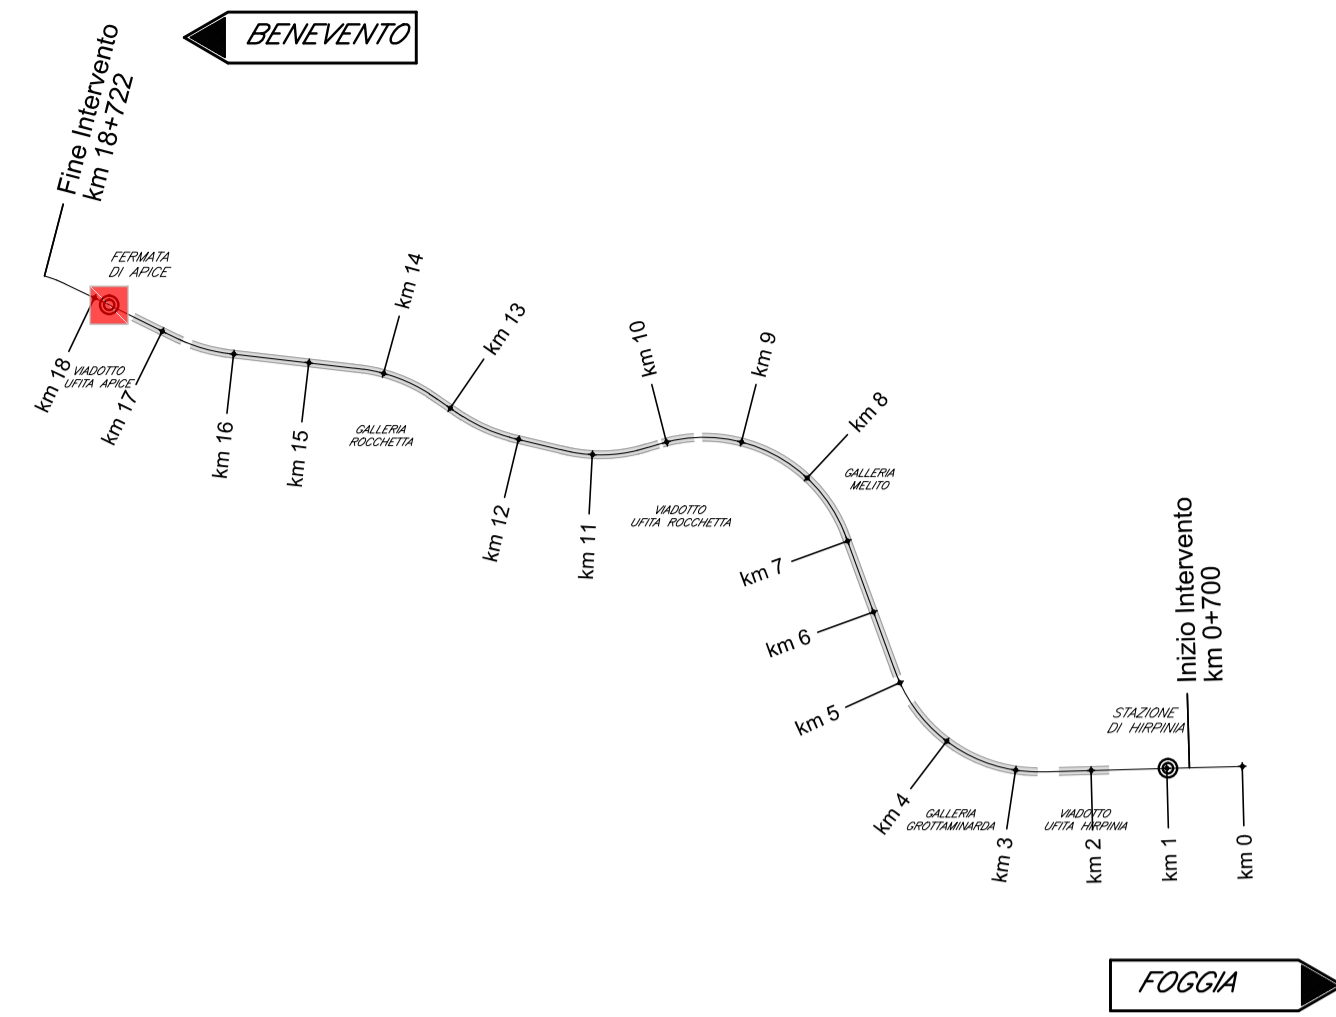 BENEVENTO
Fine Intervento
km 18+722
FERMATA
DI APICE
km 18
VIADOTTO
UFITA APICE
km 17
km 16
km 15
km 14
GALLERIA
ROCCHETTA
km 13
km 12
km 11
km 10
VIADOTTO
UFITA ROCCHETTA
km 9
km 8
GALLERIA
MELITO
km 7
km 6
km 5
km 4
GALLERIA
GROTTAMINARDA
km 3
VIADOTTO
UFITA HIRPINIA
km 2
STAZIONE
DI HIRPINIA
km 1
Inizio Intervento
km 0+700
km 0
FOGGIA